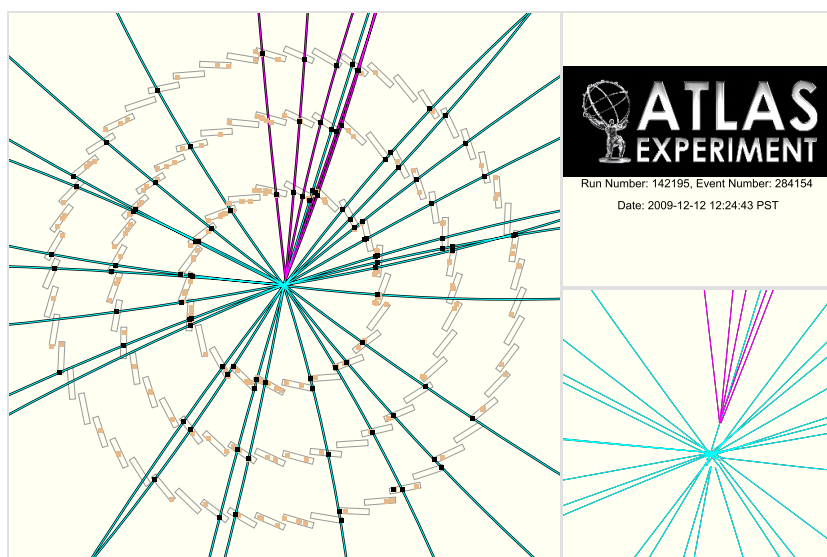 ATLAS
EXPERIMENT
Run Number: 142195, Event Number: 284154
Date: 2009-12-12 12:24:43 PST